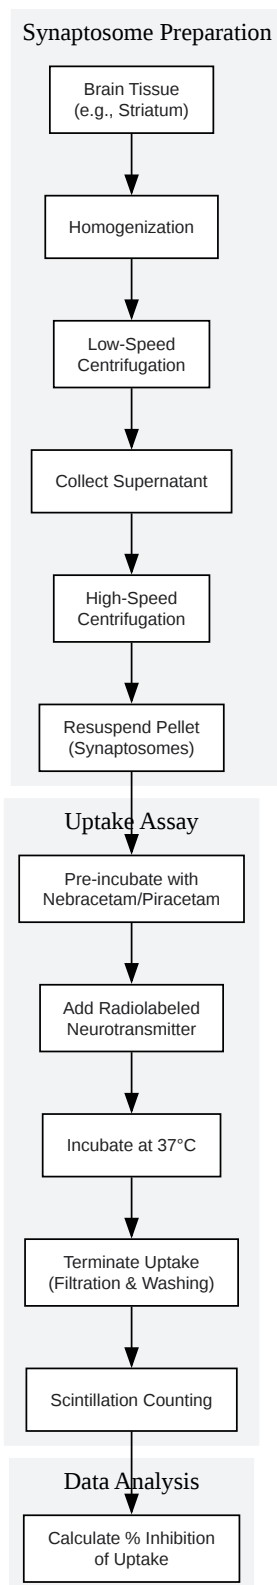 Synaptosome Preparation
Brain Tissue
(e.g., Striatum)
Homogenization
Low-Speed
Centrifugation
Collect Supernatant
High-Speed
Centrifugation
Resuspend Pellet
(Synaptosomes)
Uptake Assay
Pre-incubate with
Nebracetam/Piracetam
Add Radiolabeled
Neurotransmitter
Incubate at 37°C
Terminate Uptake
(Filtration & Washing)
Scintillation Counting
Data Analysis
Calculate % Inhibition
of Uptake